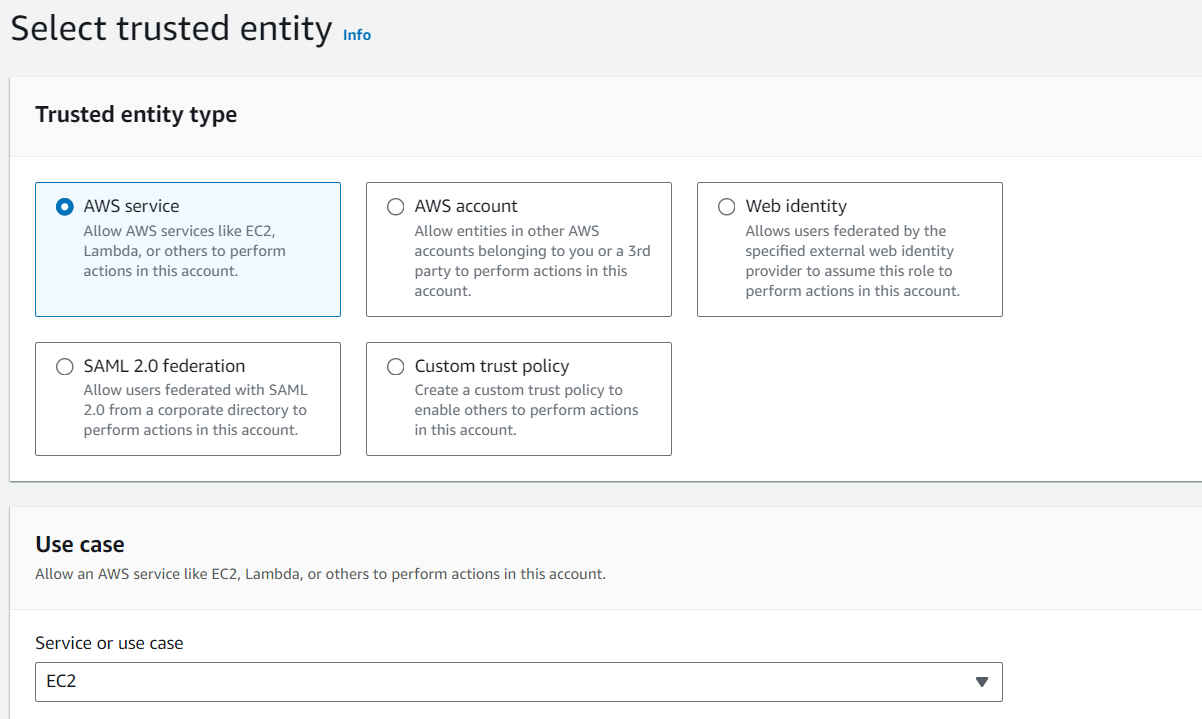 Select trusted entity Info
Trusted entity type
AWS service
Allow AWS services like EC2,
Lambda, or others to perform
actions in this account.
AWS account
Allow entities in other AWS
accounts belonging to you or a 3rd
party to perform actions in this
account.
Web identity
Allows users federated by the
specified external web identity
provider to assume this role to
perform actions in this account.
SAML 2.0 federation
Allow users federated with SAML
2.0 from a corporate directory to
perform actions in this account.
Custom trust policy
Create a custom trust policy to
enable others to perform actions
in this account.
Use case
Allow an AWS service like EC2, Lambda, or others to perform actions in this account.
Service or use case
EC2